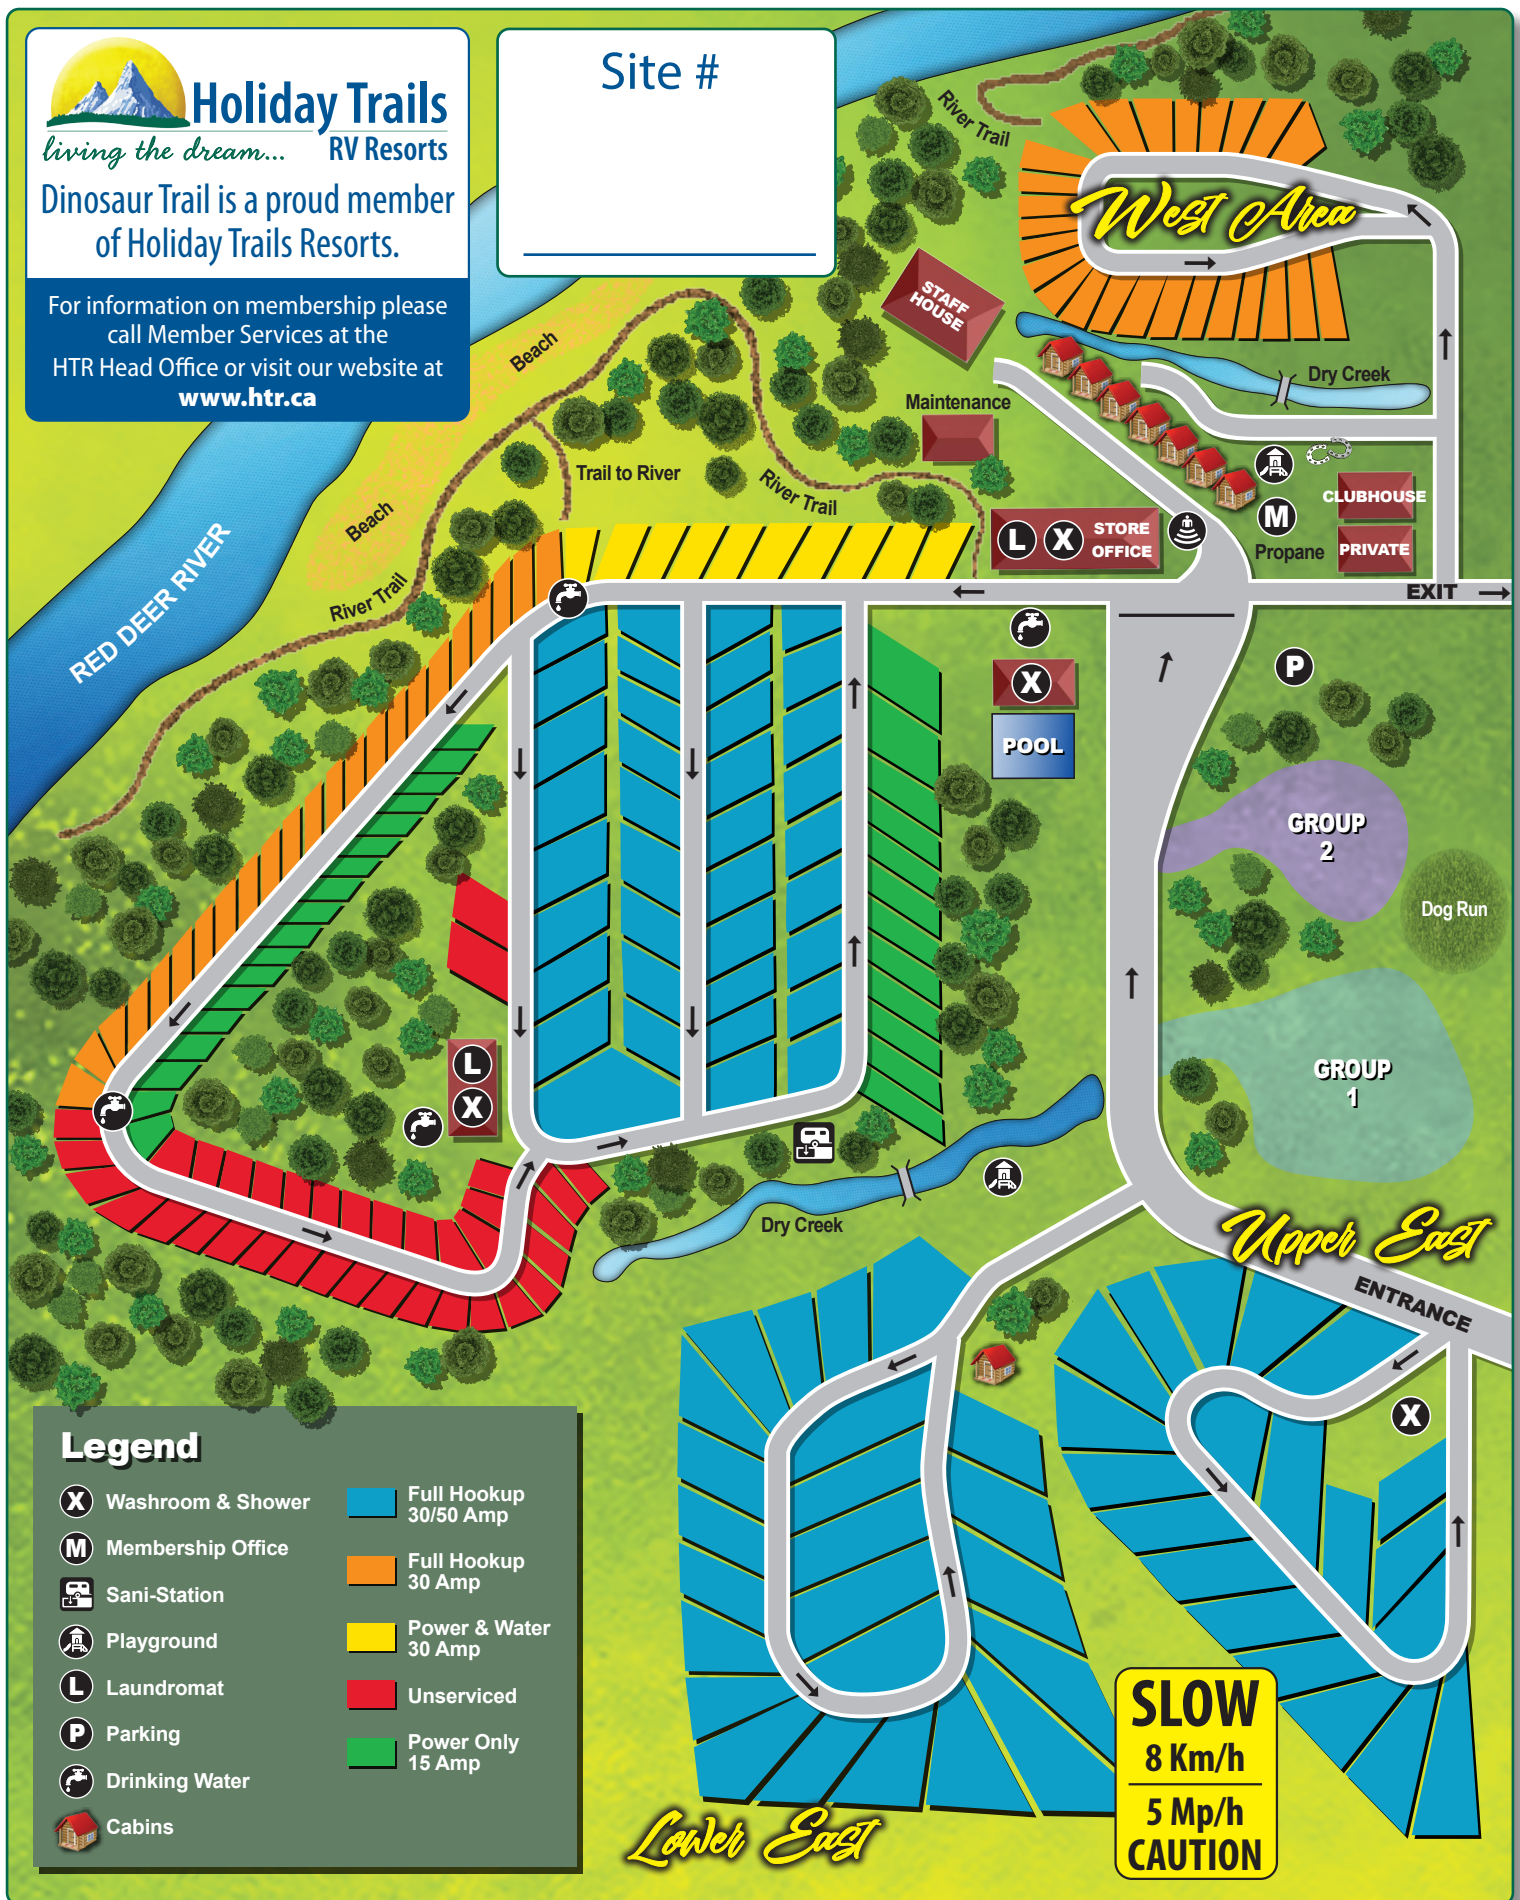 Holiday Trails
living the dream... RV Resorts
Dinosaur Trail is a proud member
of Holiday Trails Resorts.
For information on membership please
call Member Services at the
HTR Head Office or visit our website at
www.htr.ca
Site #
River Trail
West Area
STAFF
HOUSE
Beach
Dry Creek
Maintenance
Trail to River
River Trail
Beach
L
X
STORE
OFFICE
M
Propane
CLUBHOUSE
PRIVATE
EXIT
River Trail
RED DEER RIVER
X
POOL
P
GROUP
2
Dog Run
L
X
GROUP
1
Dry Creek
Upper East
ENTRANCE
X
Legend
X Washroom & Shower
M Membership Office
Sani-Station
Playground
L Laundromat
P Parking
Drinking Water
Cabins
Full Hookup
30/50 Amp
Full Hookup
30 Amp
Power & Water
30 Amp
Unserviced
Power Only
15 Amp
Lower East
SLOW
8 Km/h
5 Mp/h
CAUTION